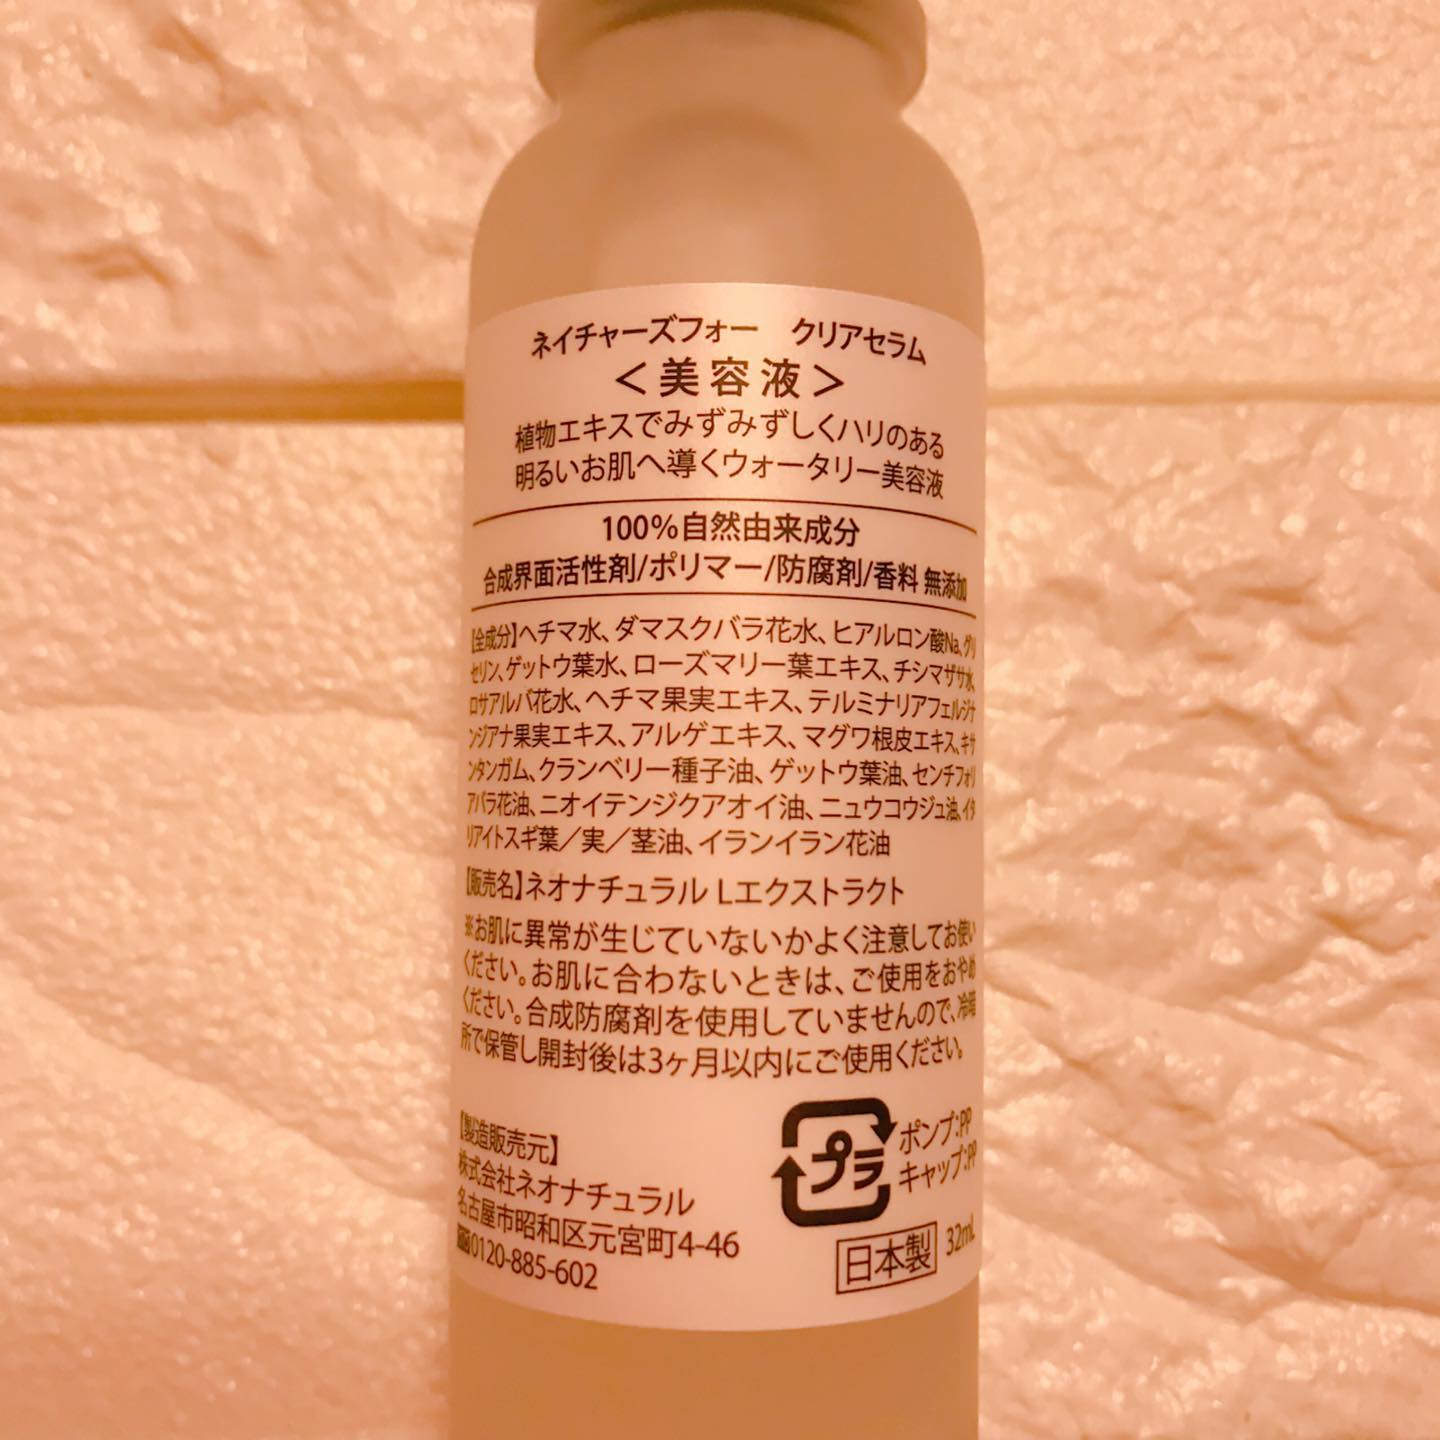 ネイチャーズフォー　クリアセラム
＜美容液＞
植物エキスでみずみずしくハリのある
明るいお肌へ導くウォータリー美容液
100%自然由来成分
合成界面活性剤/ポリマー/防腐剤/香料 無添加
【全成分】ヘチマ水、ダマスクバラ花水、ヒアルロン酸Na、グリ
セリン、ゲットウ葉水、ローズマリー葉エキス、チシマザサ水、
ロサアルバ花水、ヘチマ果実エキス、テルミナリアフェルジナ
ンジアナ果実エキス、アルゲエキス、マグワ根皮エキス、キサ
ンタンガム、クランベリー種子油、ゲットウ葉油、センチフォリ
アバラ花油、ニオイテンジクアオイ油、ニュウコウジュ油、イタ
リアイトスギ葉／実／茎油、イランイラン花油
【販売名】ネオナチュラル Lエクストラクト
※お肌に異常が生じていないかよく注意してお使い
ください。お肌に合わないときは、ご使用をおやめ
ください。合成防腐剤を使用していませんので、冷暗
所で保管し開封後は3ヶ月以内にご使用ください。
【製造販売元】
株式会社ネオナチュラル
名古屋市昭和区元宮町4-46
0120-885-602
プラ
ポンプ:PP
キャップ:PP
日本製 32mL